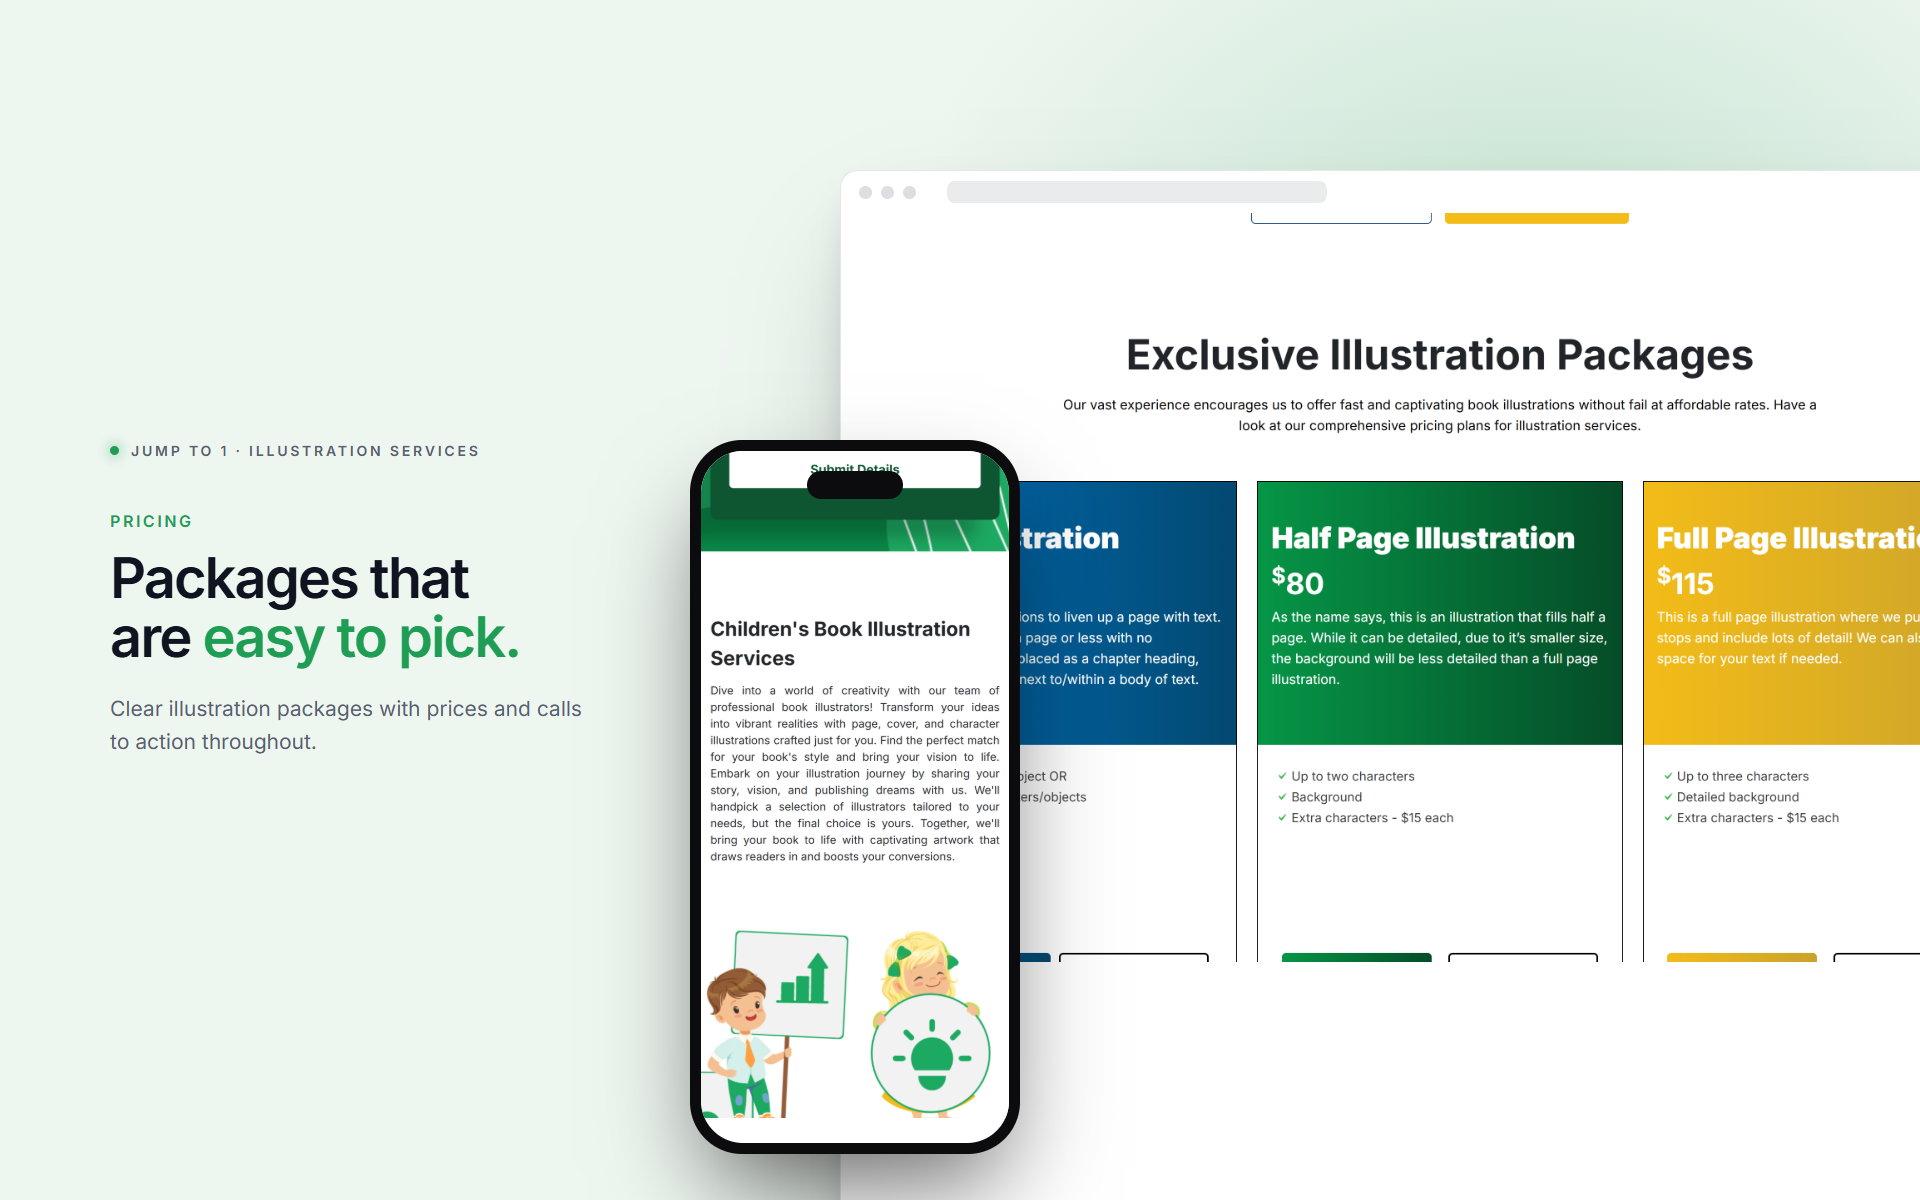 JUMP TO 1 · ILLUSTRATION SERVICES
PRICING
Packages that
are easy to pick.
Clear illustration packages with prices and calls
to action throughout.
Submit Details
Children's Book Illustration
Services
Dive into a world of creativity with our team of
professional book illustrators! Transform your ideas
into vibrant realities with page, cover, and character
illustrations crafted just for you. Find the perfect match
for your book's style and bring your vision to life.
Embark on your illustration journey by sharing your
story, vision, and publishing dreams with us. We'll
handpick a selection of illustrators tailored to your
needs, but the final choice is yours. Together, we'll
bring your book to life with captivating artwork that
draws readers in and boosts your conversions.
Exclusive Illustration Packages
Our vast experience encourages us to offer fast and captivating book illustrations without fail at affordable rates. Have a
look at our comprehensive pricing plans for illustration services.
stration
ions to liven up a page with text.
page or less with no
placed as a chapter heading,
next to/within a body of text.
bject OR
ers/objects
Half Page Illustration
$80
As the name says, this is an illustration that fills half a
page. While it can be detailed, due to it's smaller size,
the background will be less detailed than a full page
illustration.
Up to two characters
Background
Extra characters - $15 each
Full Page Illustratio
$115
This is a full page illustration where we pu
stops and include lots of detail! We can als
space for your text if needed.
Up to three characters
Detailed background
Extra characters - $15 each